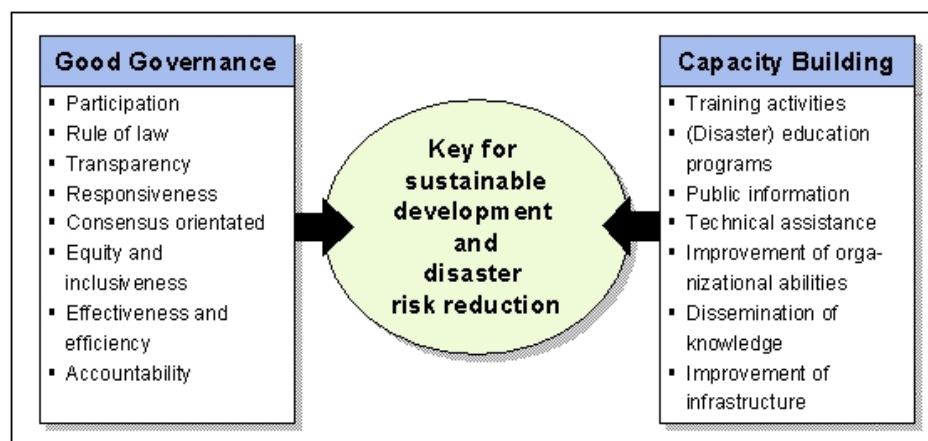 Good Governance
▪ Participation
▪ Rule of law
▪ Transparency
▪ Responsiveness
▪ Consensus orientated
▪ Equity and
inclusiveness
▪ Effectiveness and
efficiency
▪ Accountability
Key for
sustainable
development
and
disaster
risk reduction
Capacity Building
▪ Training activities
▪ (Disaster) education
programs
▪ Public information
▪ Technical assistance
▪ Improvement of orga-
nizational abilities
▪ Dissemination of
knowledge
▪ Improvement of
infrastructure